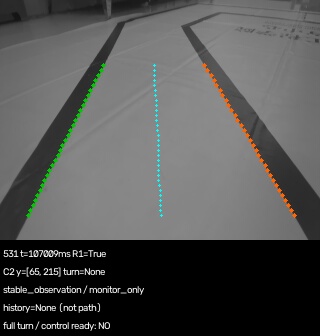 531 t=107009ms R1=True
C2 y=[65, 215] turn=None
stable_observation / monitor_only
history=None (not path)
full turn / control ready: NO